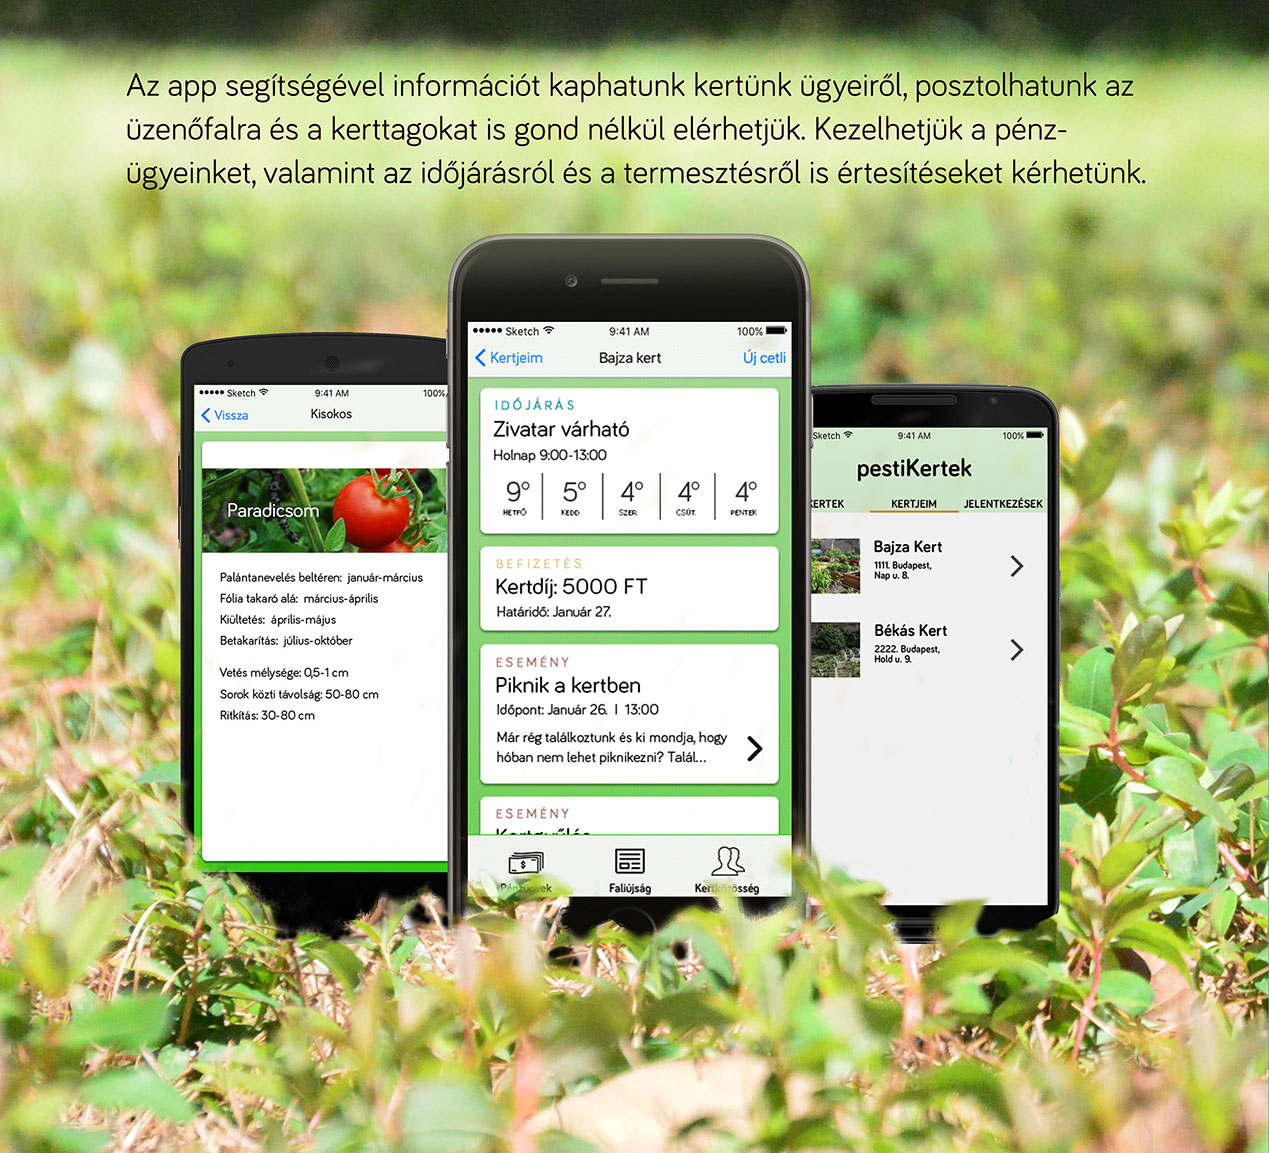 Az app segítségével információt kaphatunk kertünk ügyeiről, posztolhatunk az
üzenőfalra és a kerttagokat is gond nélkül elérhetjük. Kezelhetjük a pénz-
ügyeinket, valamint az időjárásról és a termesztésről is értesítéseket kérhetünk.
Sketch 9:41 AM 100%
Vissza Kisokos
Paradicsom
Palántanevelés beltéren: január-március
Fólia takaró alá: március-április
Kiültetés: április-május
Betakarítás: július-október
Vetés mélysége: 0,5-1 cm
Sorok közti távolság: 50-80 cm
Ritkítás: 30-80 cm
Sketch 9:41 AM 100%
Kertjeim Bajza kert Új cetli
IDŐJÁRÁS
Zivatar várható
Holnap 9:00-13:00
9° 5° 4° 4° 4°
HÉTFŐ KEDD SZER. CSÜT. PÉNTEK
BEFIZETÉS
Kertdíj: 5000 FT
Határidő: Január 27.
ESEMÉNY
Piknik a kertben
Időpont: Január 26. | 13:00
Már rég találkoztunk és ki mondja, hogy
hóban nem lehet piknikezni? Talál...
ESEMÉNY
Kertgyűlés
Pénzügyek Faliújság Kertközösség
Sketch 9:41 AM 100%
pestiKertek
KERTEK KERTJEIM JELENTKEZÉSEK
Bajza Kert
1111. Budapest,
Nap u. 8.
Békás Kert
2222. Budapest,
Hold u. 9.